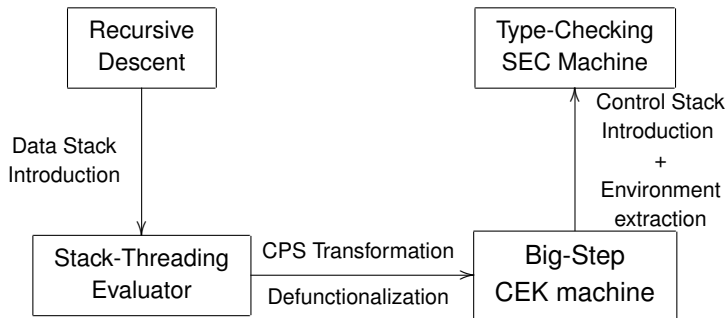 Recursive
Descent
Type-Checking
SEC Machine
Data Stack
Introduction
Control Stack
Introduction
+
Environment
extraction
Stack-Threading
Evaluator
CPS Transformation
Defunctionalization
Big-Step
CEK machine